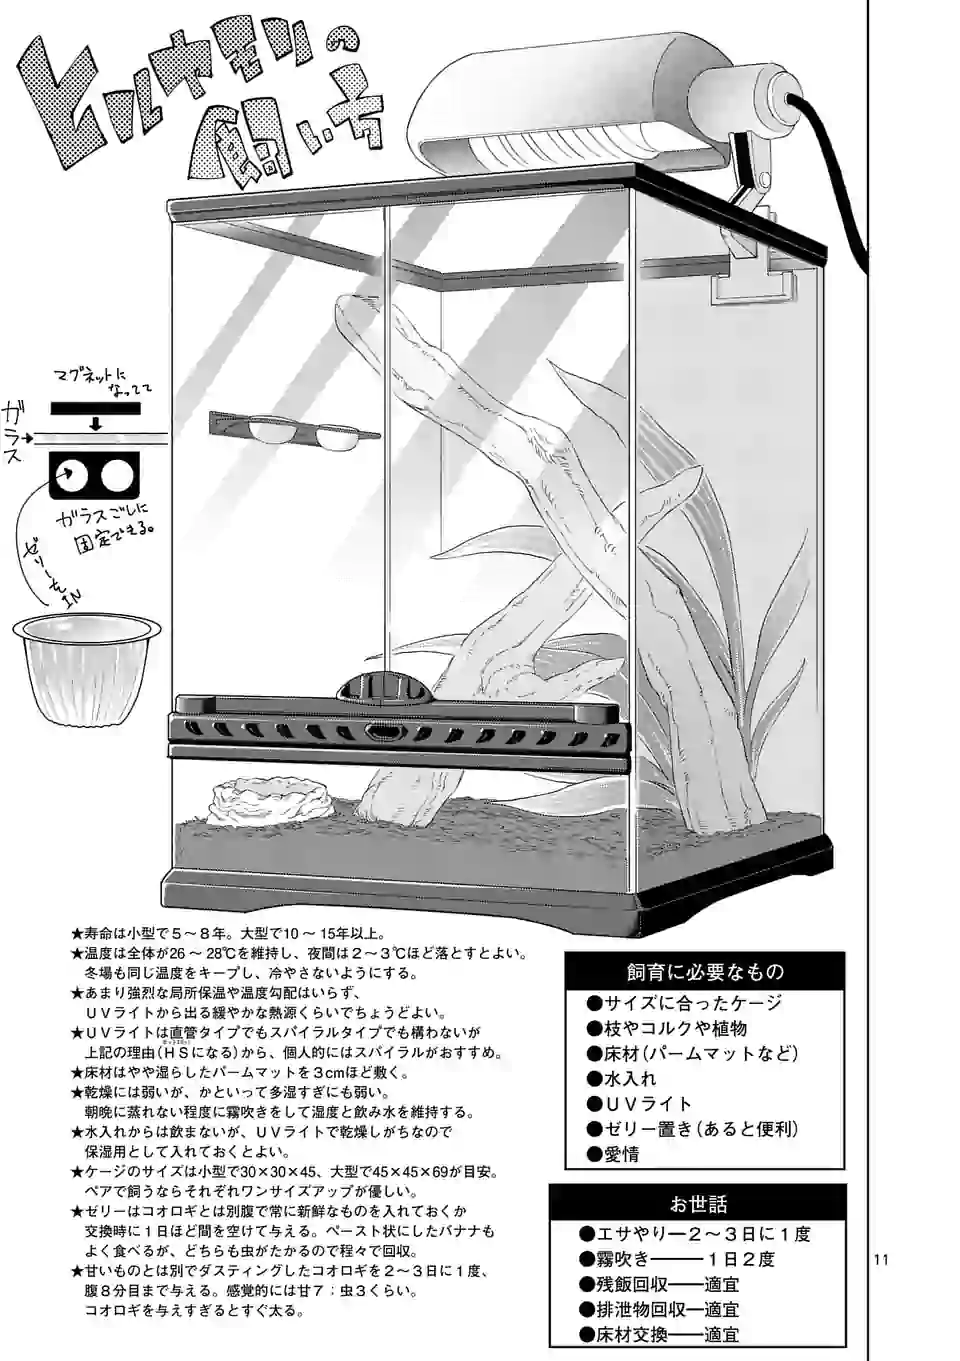 ヒルヤモリの
飼い方
マグネットに
なってて
ガラス
ガラスごしに
固定できる。
ゼリーをIN
★寿命は小型で5～8年。大型で10～15年以上。
★温度は全体が26～28℃を維持し、夜間は2～3℃ほど落とすとよい。
冬場も同じ温度をキープし、冷やさないようにする。
★あまり強烈な局所保温や温度勾配はいらず、
ＵＶライトから出る緩やかな熱源くらいでちょうどよい。
★ＵＶライトは直管タイプでもスパイラルタイプでも構わないが
ホットスポット
上記の理由（ＨＳになる）から、個人的にはスパイラルがおすすめ。
★床材はやや湿らしたパームマットを3cmほど敷く。
★乾燥には弱いが、かといって多湿すぎにも弱い。
朝晩に蒸れない程度に霧吹きをして湿度と飲み水を維持する。
★水入れからは飲まないが、ＵＶライトで乾燥しがちなので
保湿用として入れておくとよい。
★ケージのサイズは小型で30×30×45、大型で45×45×69が目安。
ペアで飼うならそれぞれワンサイズアップが優しい。
★ゼリーはコオロギとは別腹で常に新鮮なものを入れておくか
交換時に１日ほど間を空けて与える。ペースト状にしたバナナも
よく食べるが、どちらも虫がたかるので程々で回収。
★甘いものとは別でダスティングしたコオロギを2～3日に１度、
腹８分目まで与える。感覚的には甘７：虫３くらい。
コオロギを与えすぎるとすぐ太る。
飼育に必要なもの
●サイズに合ったケージ
●枝やコルクや植物
●床材（パームマットなど）
●水入れ
●ＵＶライト
●ゼリー置き（あると便利）
●愛情
お世話
●エサやり―2～3日に１度
●霧吹き―――１日２度
●残飯回収――適宜
●排泄物回収―適宜
●床材交換――適宜
11